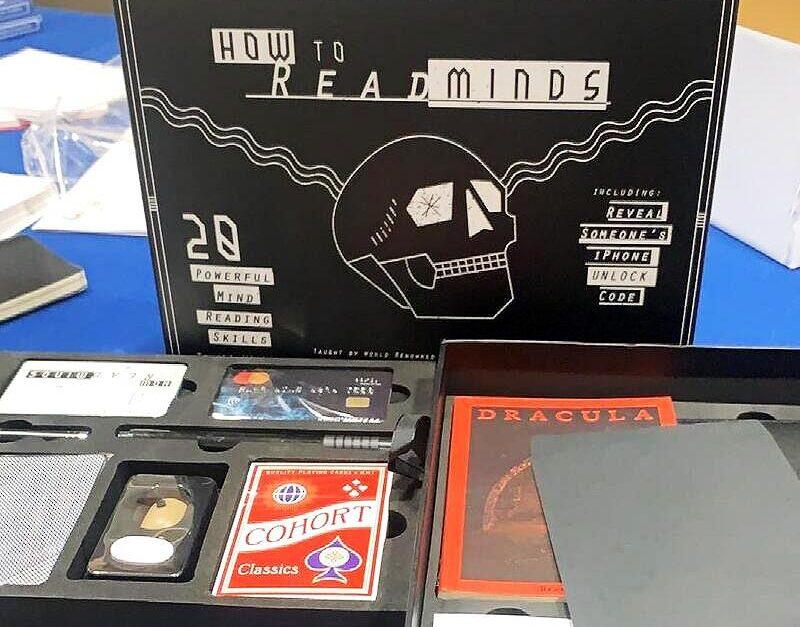 HOW TO
READ MINDS
20
POWERFUL
MIND
READING
SKILLS
INCLUDING:
REVEAL
SOMEONE'S
iPHONE
UNLOCK
CODE
TAUGHT BY WORLD RENOWNED
QUALITY PLAYING CARDS
COHORT
Classics
DRACULA